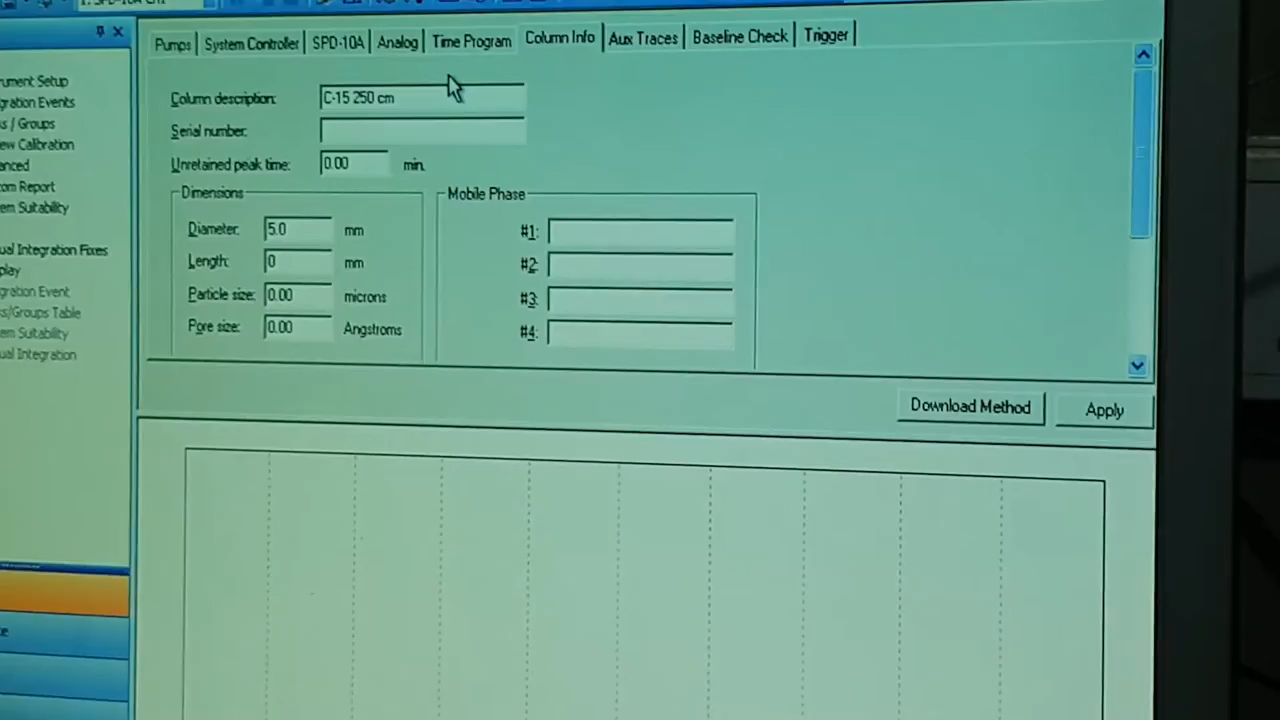 Pumps System Controller SPD-10A Analog Time Program Column Info Aux Traces Baseline Check Trigger
Column description: C-15 250 cm
Serial number:
Unretained peak time: 0.00 min.
Dimensions
Diameter: 5.0 mm
Length: 0 mm
Particle size: 0.00 microns
Pore size: 0.00 Angstroms
Mobile Phase
#1:
#2:
#3:
#4:
Download Method Apply
rument Setup
gration Events
s / Groups
ew Calibration
anced
om Report
em Suitability
ual Integration Fixes
play
gration Event
s/Groups Table
em Suitability
ual Integration